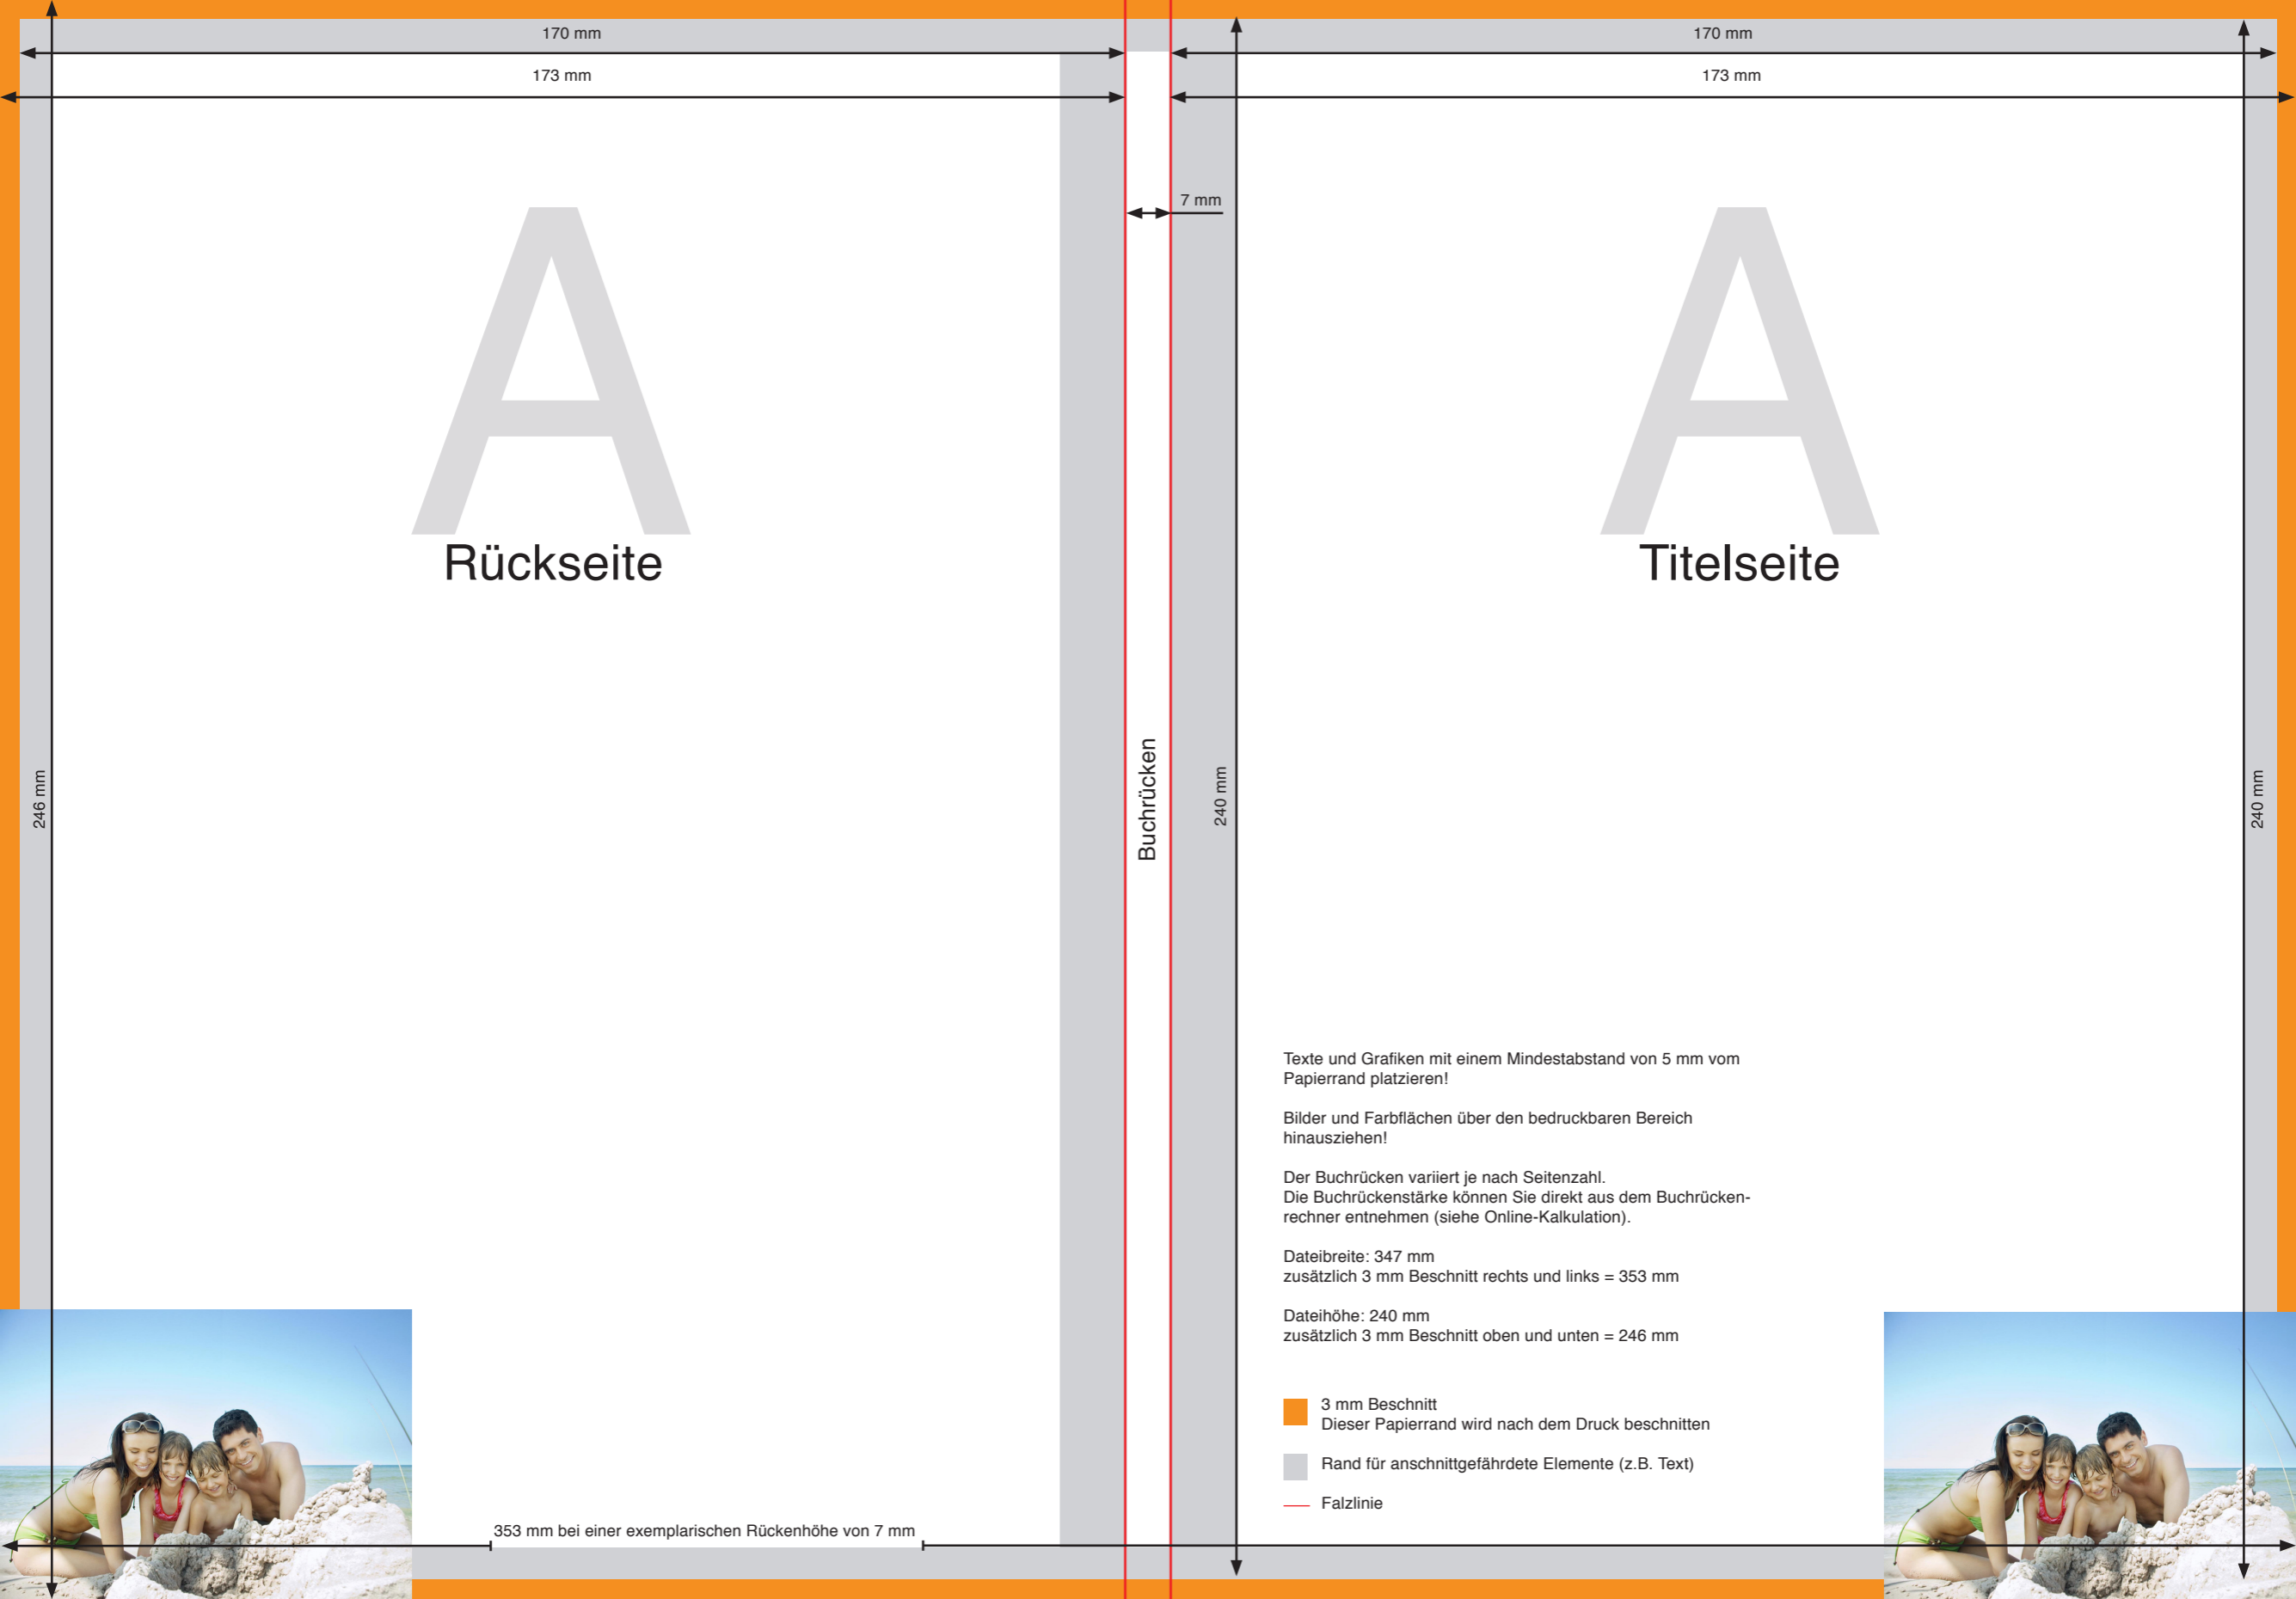 170 mm
170 mm
173 mm
173 mm
7 mm
A
A
Rückseite
Titelseite
246 mm
Buchrücken
240 mm
240 mm
Texte und Grafiken mit einem Mindestabstand von 5 mm vom
Papierrand platzieren!
Bilder und Farbflächen über den bedruckbaren Bereich
hinausziehen!
Der Buchrücken variiert je nach Seitenzahl.
Die Buchrückenstärke können Sie direkt aus dem Buchrücken-
rechner entnehmen (siehe Online-Kalkulation).
Dateibreite: 347 mm
zusätzlich 3 mm Beschnitt rechts und links = 353 mm
Dateihöhe: 240 mm
zusätzlich 3 mm Beschnitt oben und unten = 246 mm
3 mm Beschnitt
Dieser Papierrand wird nach dem Druck beschnitten
Rand für anschnittgefährdete Elemente (z.B. Text)
Falzlinie
353 mm bei einer exemplarischen Rückenhöhe von 7 mm